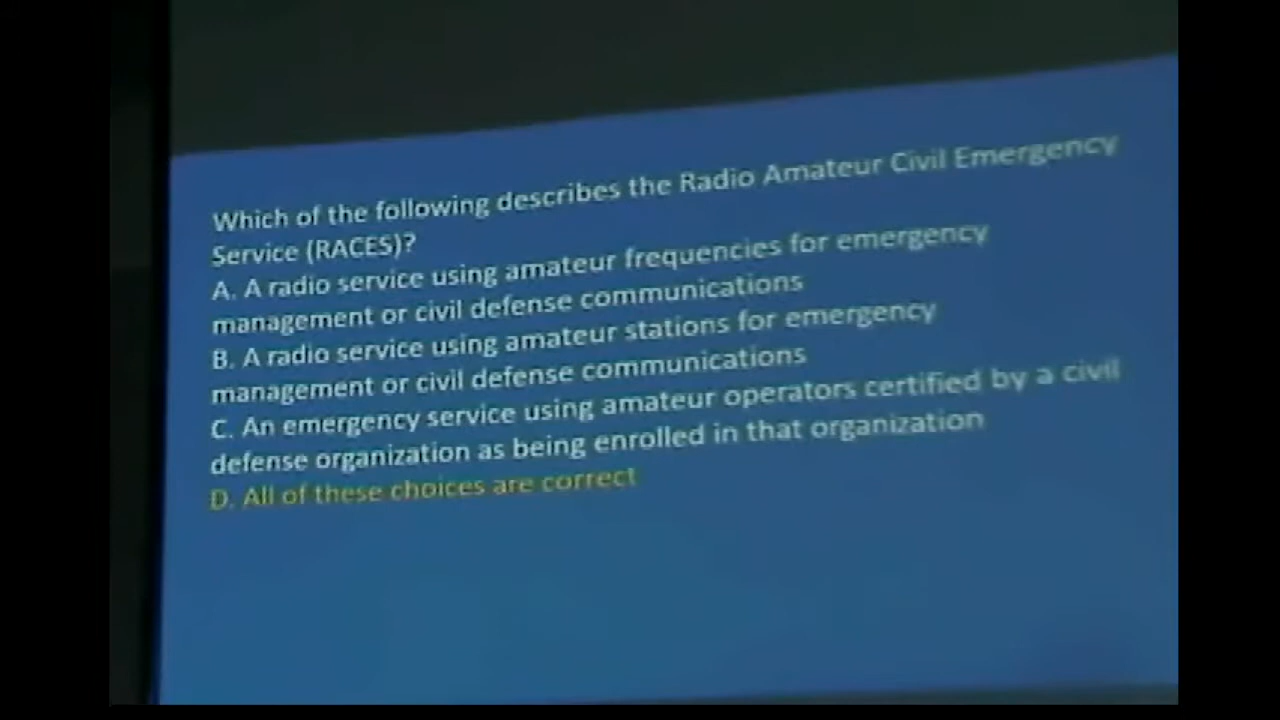 Which of the following describes the Radio Amateur Civil Emergency
Service (RACES)?
A. A radio service using amateur frequencies for emergency
management or civil defense communications
B. A radio service using amateur stations for emergency
management or civil defense communications
C. An emergency service using amateur operators certified by a civil
defense organization as being enrolled in that organization
D. All of these choices are correct